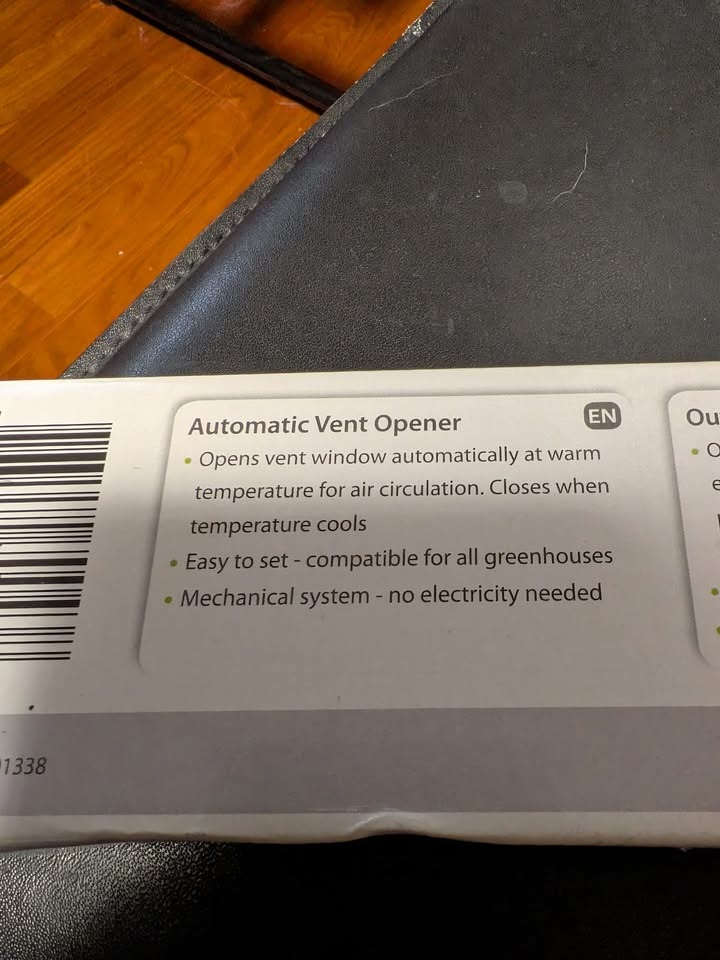 Automatic Vent Opener
EN
• Opens vent window automatically at warm
temperature for air circulation. Closes when
temperature cools
• Easy to set - compatible for all greenhouses
• Mechanical system - no electricity needed
Ou
1338